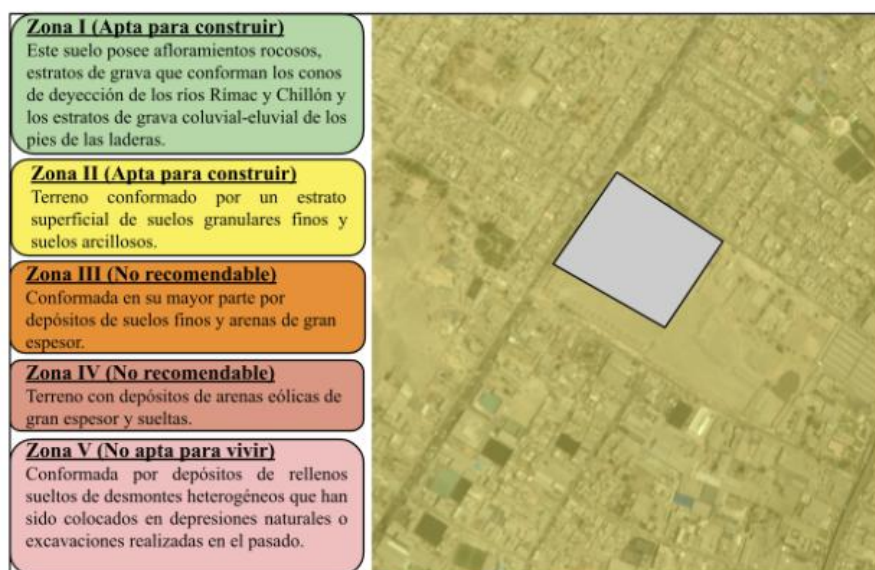 Zona I (Apta para construir)
Este suelo posee afloramientos rocosos,
estratos de grava que conforman los conos
de deyección de los ríos Rímac y Chillón y
los estratos de grava coluvial-eluvial de los
pies de las laderas.
Zona II (Apta para construir)
Terreno conformado por un estrato
superficial de suelos granulares finos y
suelos arcillosos.
Zona III (No recomendable)
Conformada en su mayor parte por
depósitos de suelos finos y arenas de gran
espesor.
Zona IV (No recomendable)
Terreno con depósitos de arenas eólicas de
gran espesor y sueltas.
Zona V (No apta para vivir)
Conformada por depósitos de rellenos
sueltos de desmontes heterogéneos que han
sido colocados en depresiones naturales o
excavaciones realizadas en el pasado.